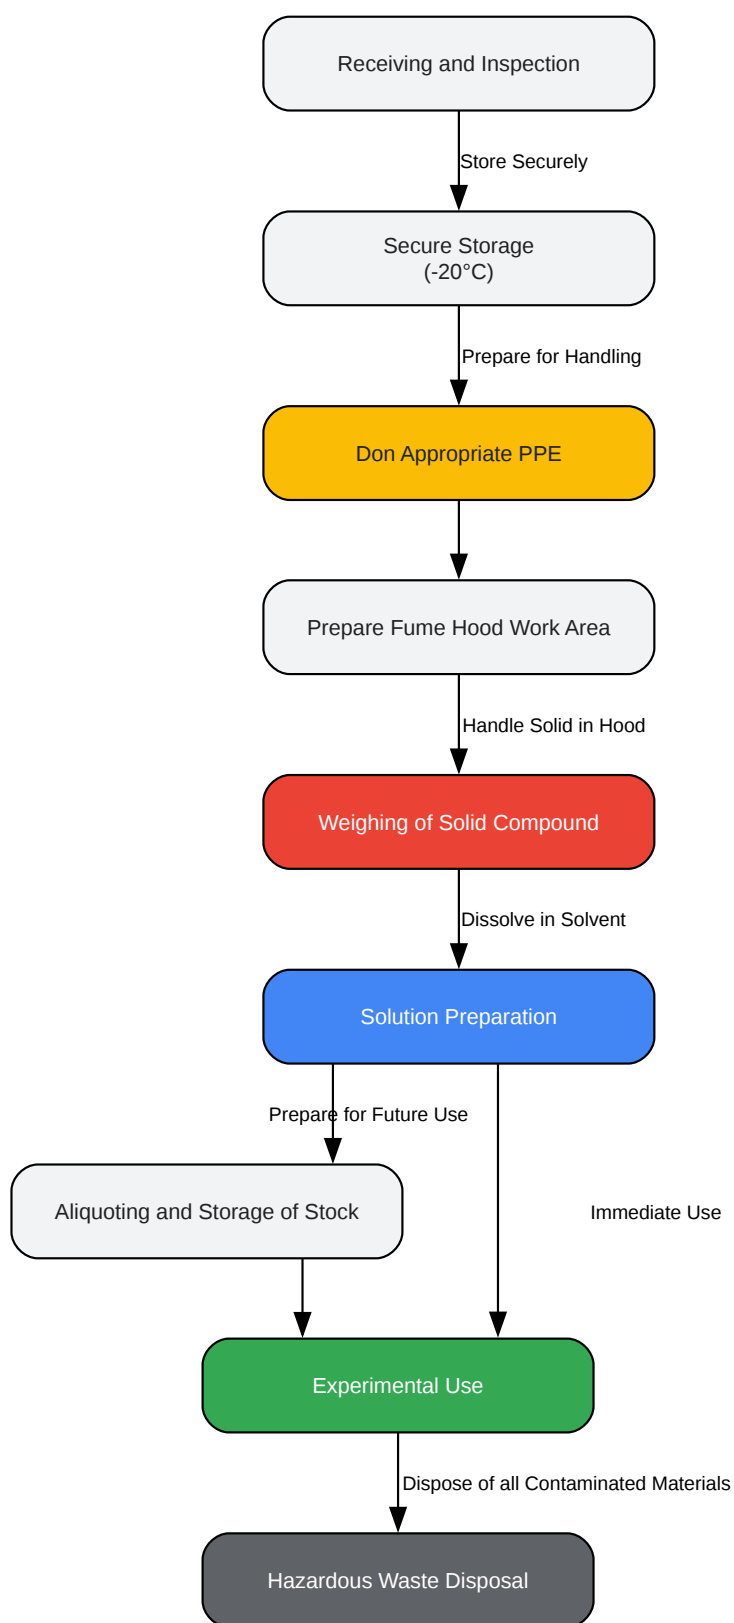 Receiving and Inspection
Store Securely
Secure Storage
(-20°C)
Prepare for Handling
Don Appropriate PPE
Prepare Fume Hood Work Area
Handle Solid in Hood
Weighing of Solid Compound
Dissolve in Solvent
Solution Preparation
Prepare for Future Use
Aliquoting and Storage of Stock
Immediate Use
Experimental Use
Dispose of all Contaminated Materials
Hazardous Waste Disposal